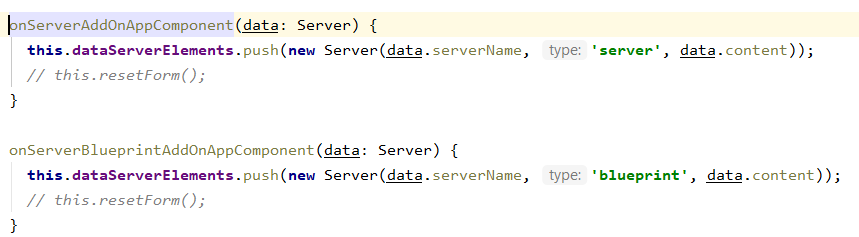 onServerAddOnAppComponent(data: Server) {
this.dataServerElements.push(new Server(data.serverName, type: 'server', data.content));
// this.resetForm();
}
onServerBlueprintAddOnAppComponent(data: Server) {
this.dataServerElements.push(new Server(data.serverName, type: 'blueprint', data.content));
// this.resetForm();
}